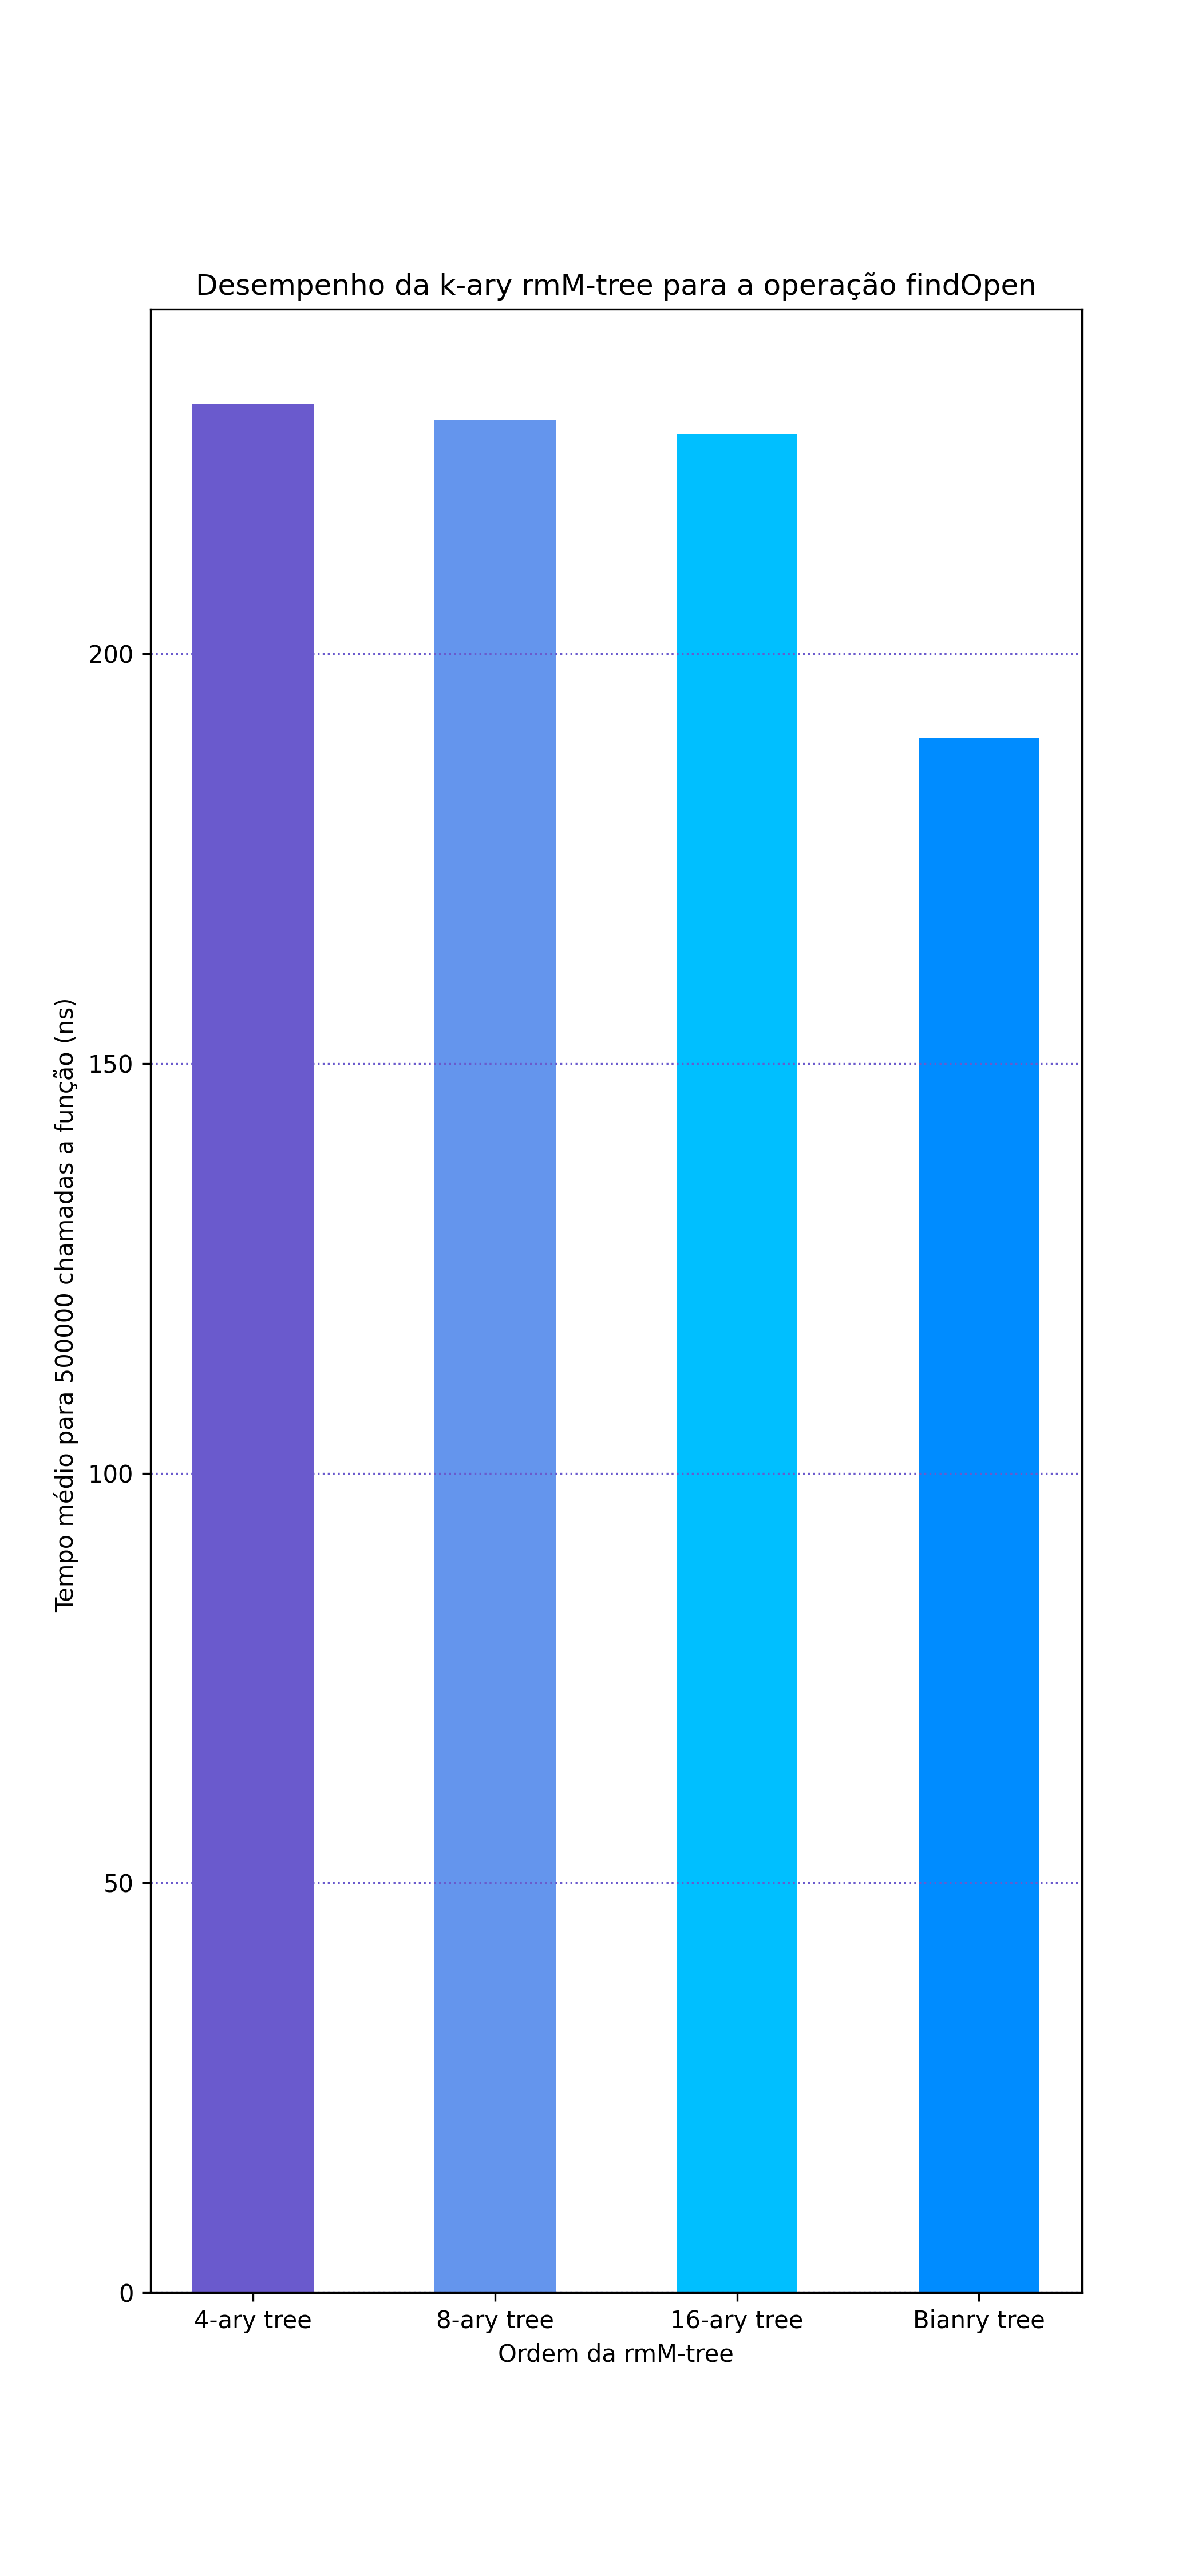 Desempenho da k-ary rmM-tree para a operação findOpen
Tempo médio para 500000 chamadas a função (ns)
200
150
100
50
0
4-ary tree
8-ary tree
16-ary tree
Bianry tree
Ordem da rmM-tree